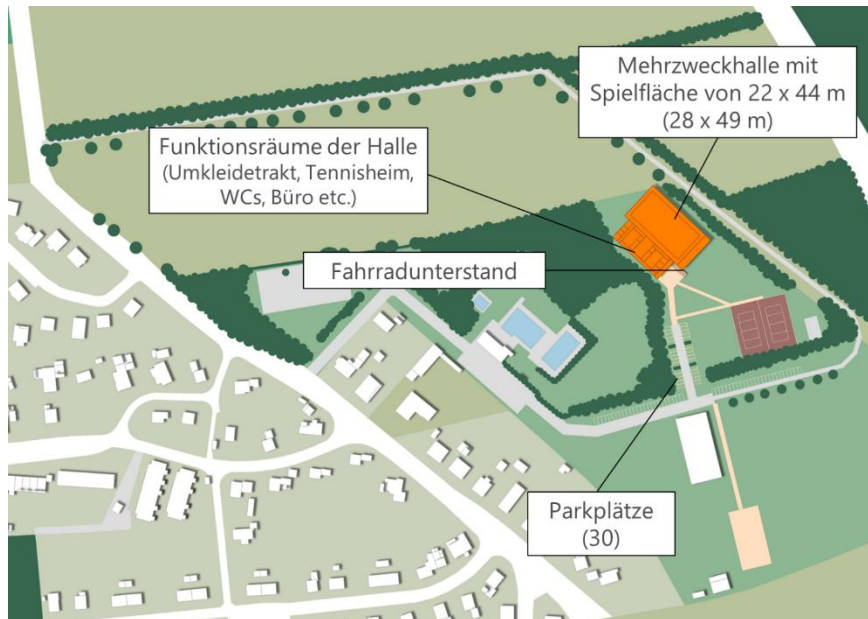 Mehrzweckhalle mit
Spielfläche von 22 x 44 m
(28 x 49 m)
Funktionsräume der Halle
(Umkleidetrakt, Tennisheim,
WCs, Büro etc.)
Fahrradunterstand
Parkplätze
(30)